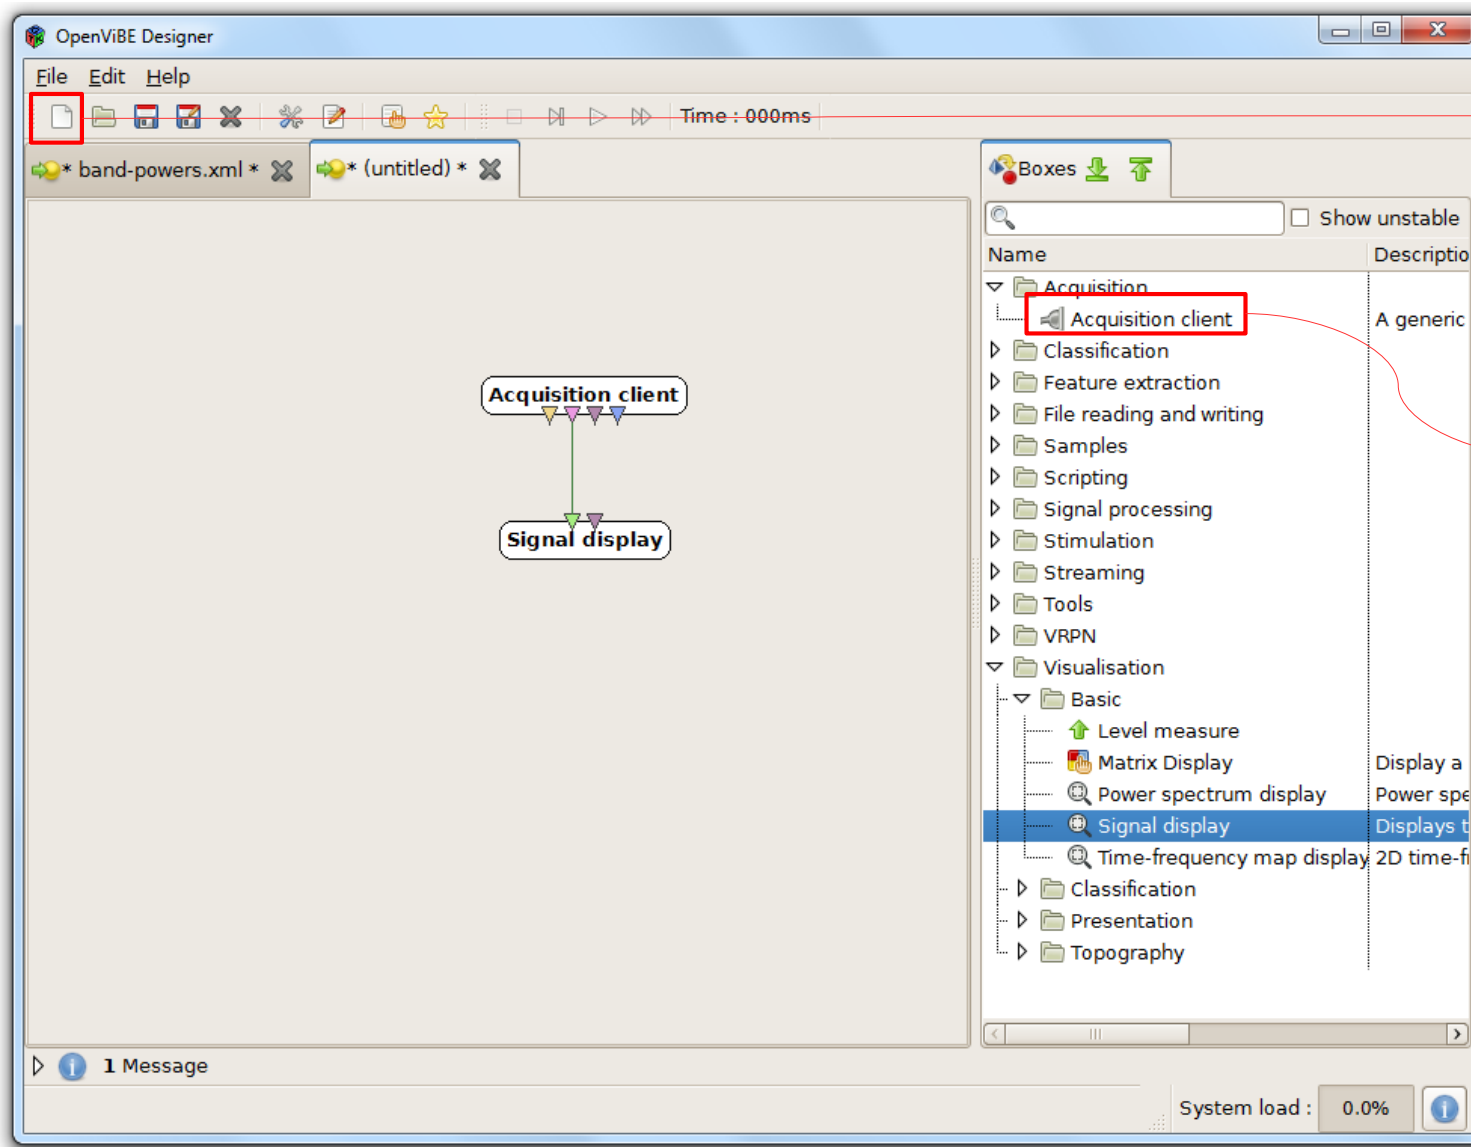 OpenViBE Designer
File Edit Help
Time : 000ms
* band-powers.xml *
* (untitled) *
Boxes
Show unstable
Name Descriptio
Acquisition
Acquisition client A generic
Classification
Feature extraction
File reading and writing
Samples
Scripting
Signal processing
Stimulation
Streaming
Tools
VRPN
Visualisation
Basic
Level measure
Matrix Display Display a
Power spectrum display Power spe
Signal display Displays t
Time-frequency map display 2D time-f
Classification
Presentation
Topography
Acquisition client
Signal display
1 Message
System load : 0.0%